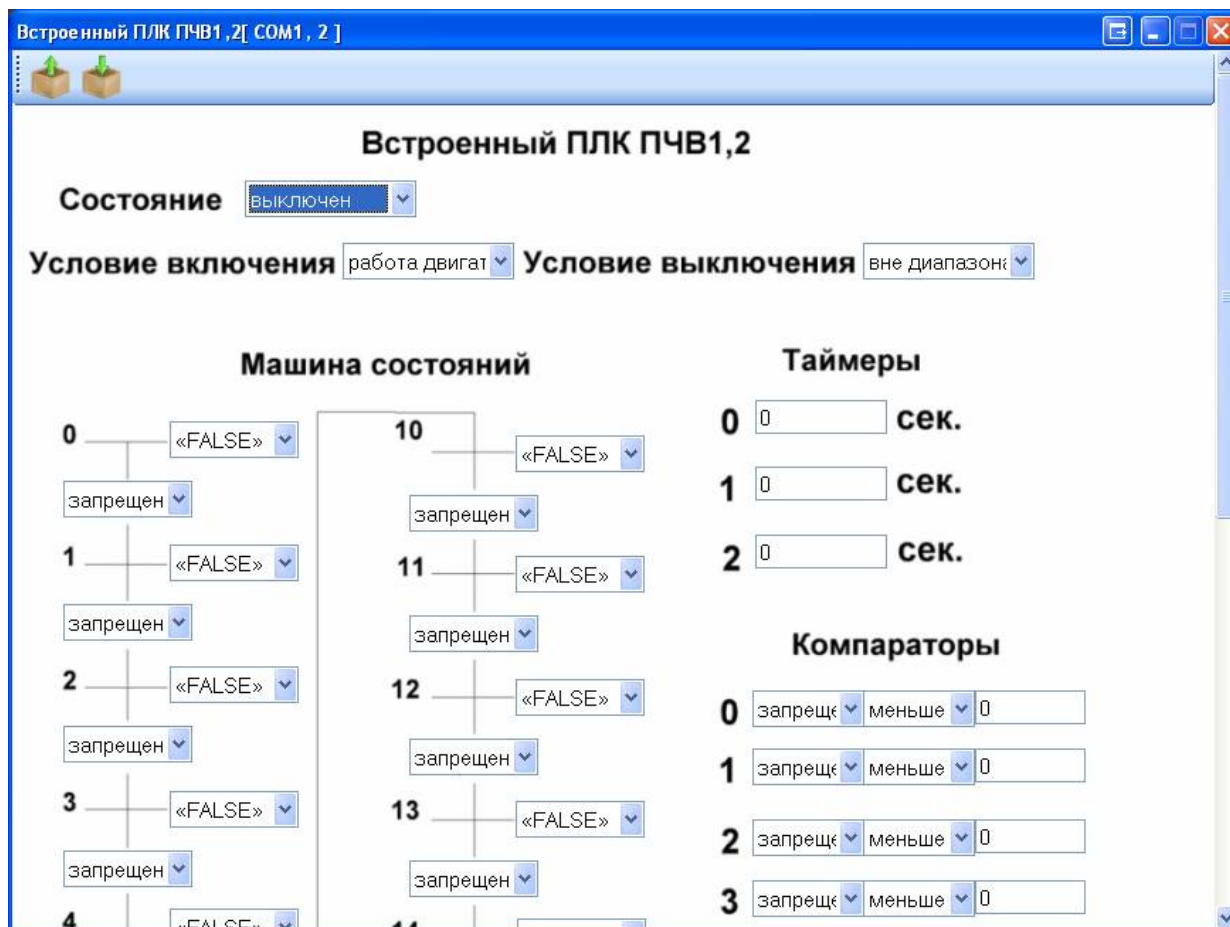 Встроенный ПЛК ПЧВ1,2[ COM1, 2 ]
Встроенный ПЛК ПЧВ1,2
Состояние выключен
Условие включения работа двигат Условие выключения вне диапазона
Машина состояний
0 «FALSE»
запрещен
1 «FALSE»
запрещен
2 «FALSE»
запрещен
3 «FALSE»
запрещен
4 «FALSE»
10 «FALSE»
запрещен
11 «FALSE»
запрещен
12 «FALSE»
запрещен
13 «FALSE»
запрещен
14
Таймеры
0 0 сек.
1 0 сек.
2 0 сек.
Компараторы
0 запреще меньше 0
1 запреще меньше 0
2 запреще меньше 0
3 запреще меньше 0